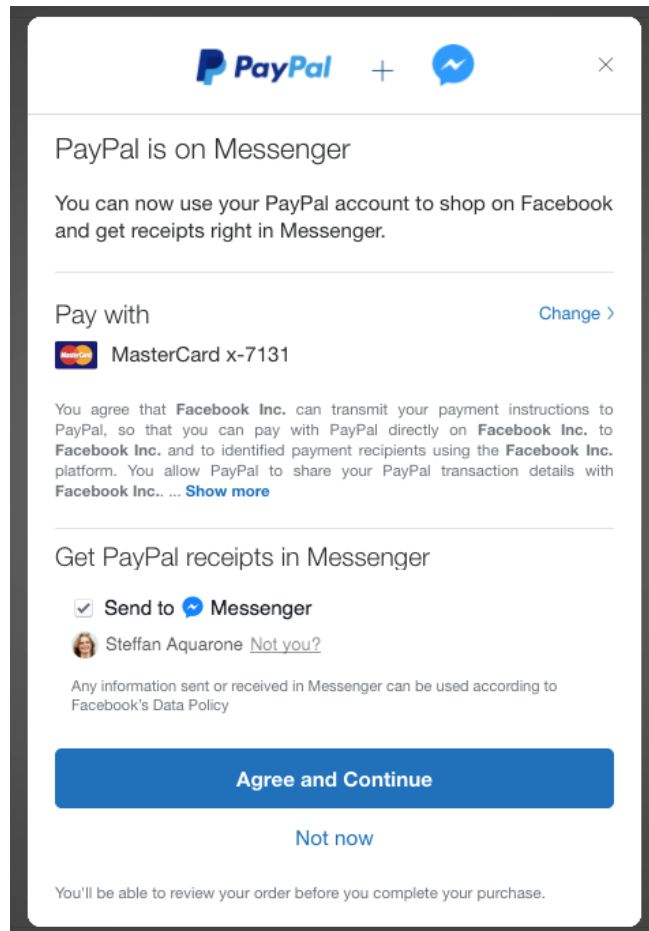 PayPal +
PayPal is on Messenger
You can now use your PayPal account to shop on Facebook
and get receipts right in Messenger.
Pay with
Change >
MasterCard
MasterCard x-7131
You agree that Facebook Inc. can transmit your payment instructions to
PayPal, so that you can pay with PayPal directly on Facebook Inc. to
Facebook Inc. and to identified payment recipients using the Facebook Inc.
platform. You allow PayPal to share your PayPal transaction details with
Facebook Inc.. ... Show more
Get PayPal receipts in Messenger
Send to Messenger
Steffan Aquarone Not you?
Any information sent or received in Messenger can be used according to
Facebook's Data Policy
Agree and Continue
Not now
You'll be able to review your order before you complete your purchase.